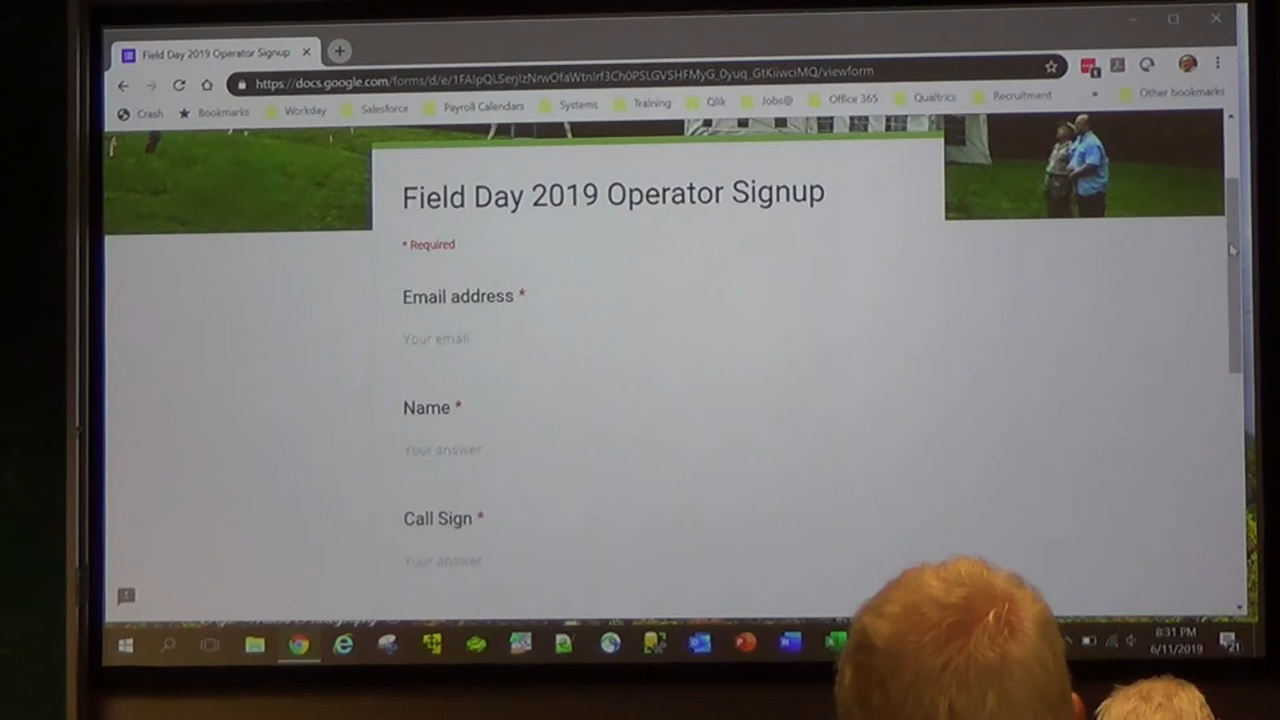 Field Day 2019 Operator Signup
Crash Bookmarks Workday Salesforce Payroll Calendars Systems Training Qlik Jobs@ Office 365 Qualtrics Recruitment » Other bookmarks
Field Day 2019 Operator Signup
* Required
Email address *
Your email
Name *
Your answer
Call Sign *
Your answer
8:31 PM
6/11/2019
21